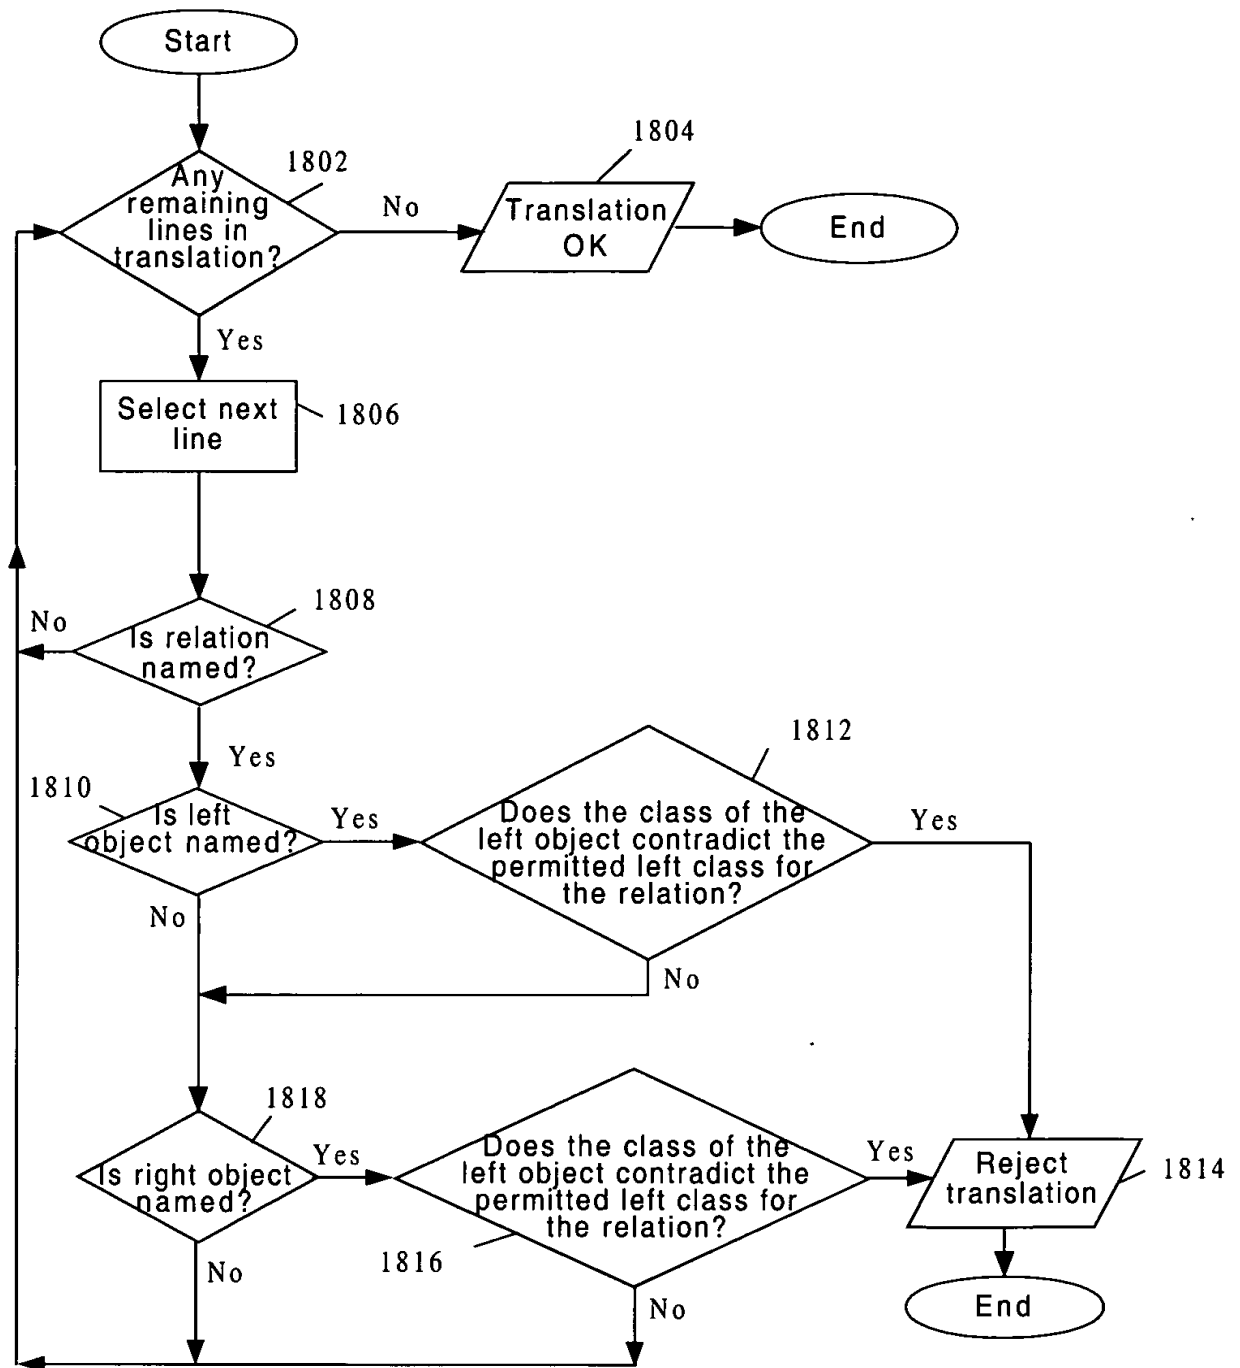 Start
1802
Any
remaining
lines in
translation?
No
1804
Translation
OK
End
Yes
Select next
line
1806
1808
No
Is relation
named?
Yes
1810
Is left
object named?
Yes
1812
Does the class of the
left object contradict the
permitted left class for
the relation?
Yes
No
No
1818
Is right object
named?
Yes
Does the class of the
left object contradict the
permitted left class for
the relation?
1816
Yes
Reject
translation
1814
No
No
End